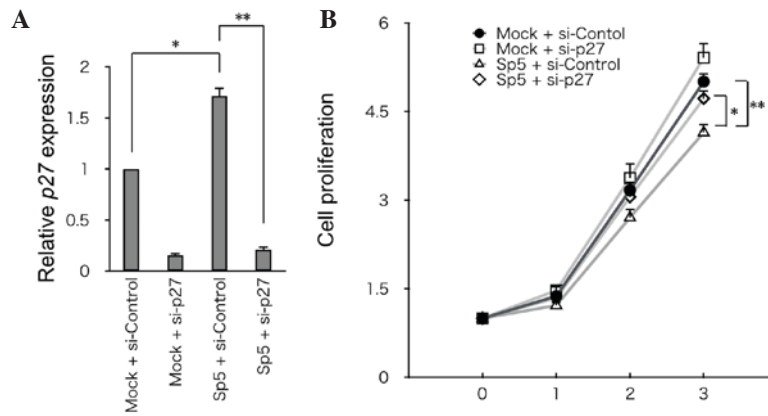 A
Relative p27 expression
2
1.5
1
0.5
0
*
**
Mock + si-Control
Mock + si-p27
Sp5 + si-Control
Sp5 + si-p27
B
Cell proliferation
6
4.5
3
1.5
0
Mock + si-Contol
Mock + si-p27
Sp5 + si-Control
Sp5 + si-p27
*
**
0 1 2 3